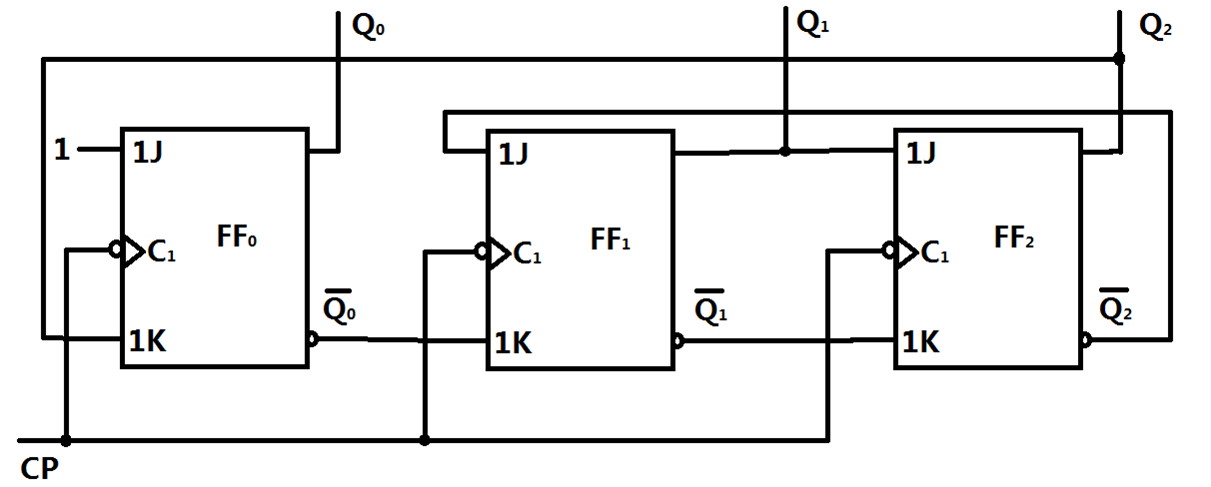 Q₀ Q₁ Q₂
1 1J 1J 1J
FF₀ FF₁ FF₂
C₁ C₁ C₁
Q̅₀ Q̅₁ Q̅₂
1K 1K 1K
CP